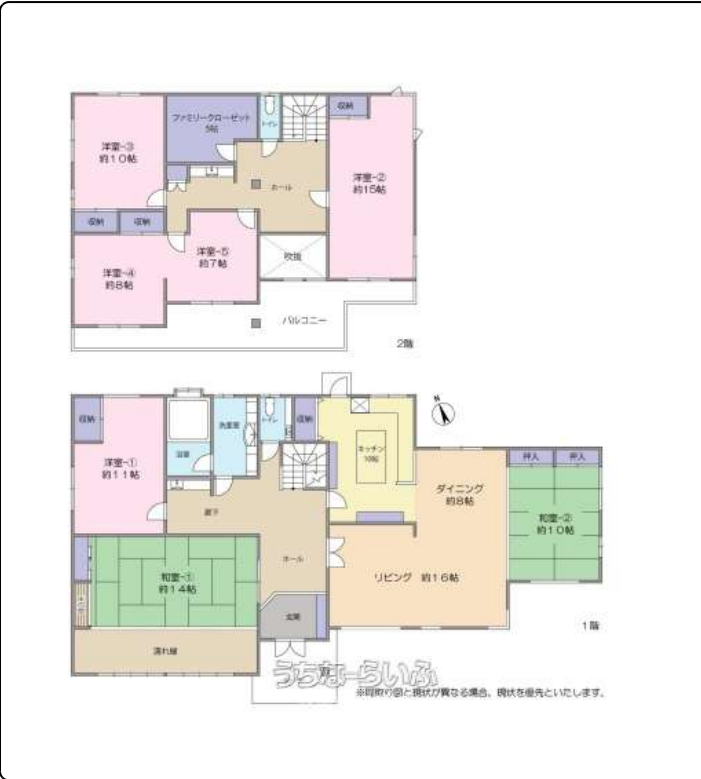 収納
ファミリークローゼット
5帖
トイレ
洋室-③
約10帖
洋室-②
約15帖
ホール
収納
収納
洋室-⑤
約7帖
洋室-④
約8帖
吹抜
バルコニー
2階
N
収納
洗面室
トイレ
収納
浴室
キッチン
10帖
洋室-①
約11帖
押入
押入
ダイニング
約8帖
廊下
和室-②
約10帖
ホール
和室-①
約14帖
リビング 約16帖
玄関
1階
濡れ縁
うちなーらいふ
※間取り図と現状が異なる場合、現状を優先といたします。